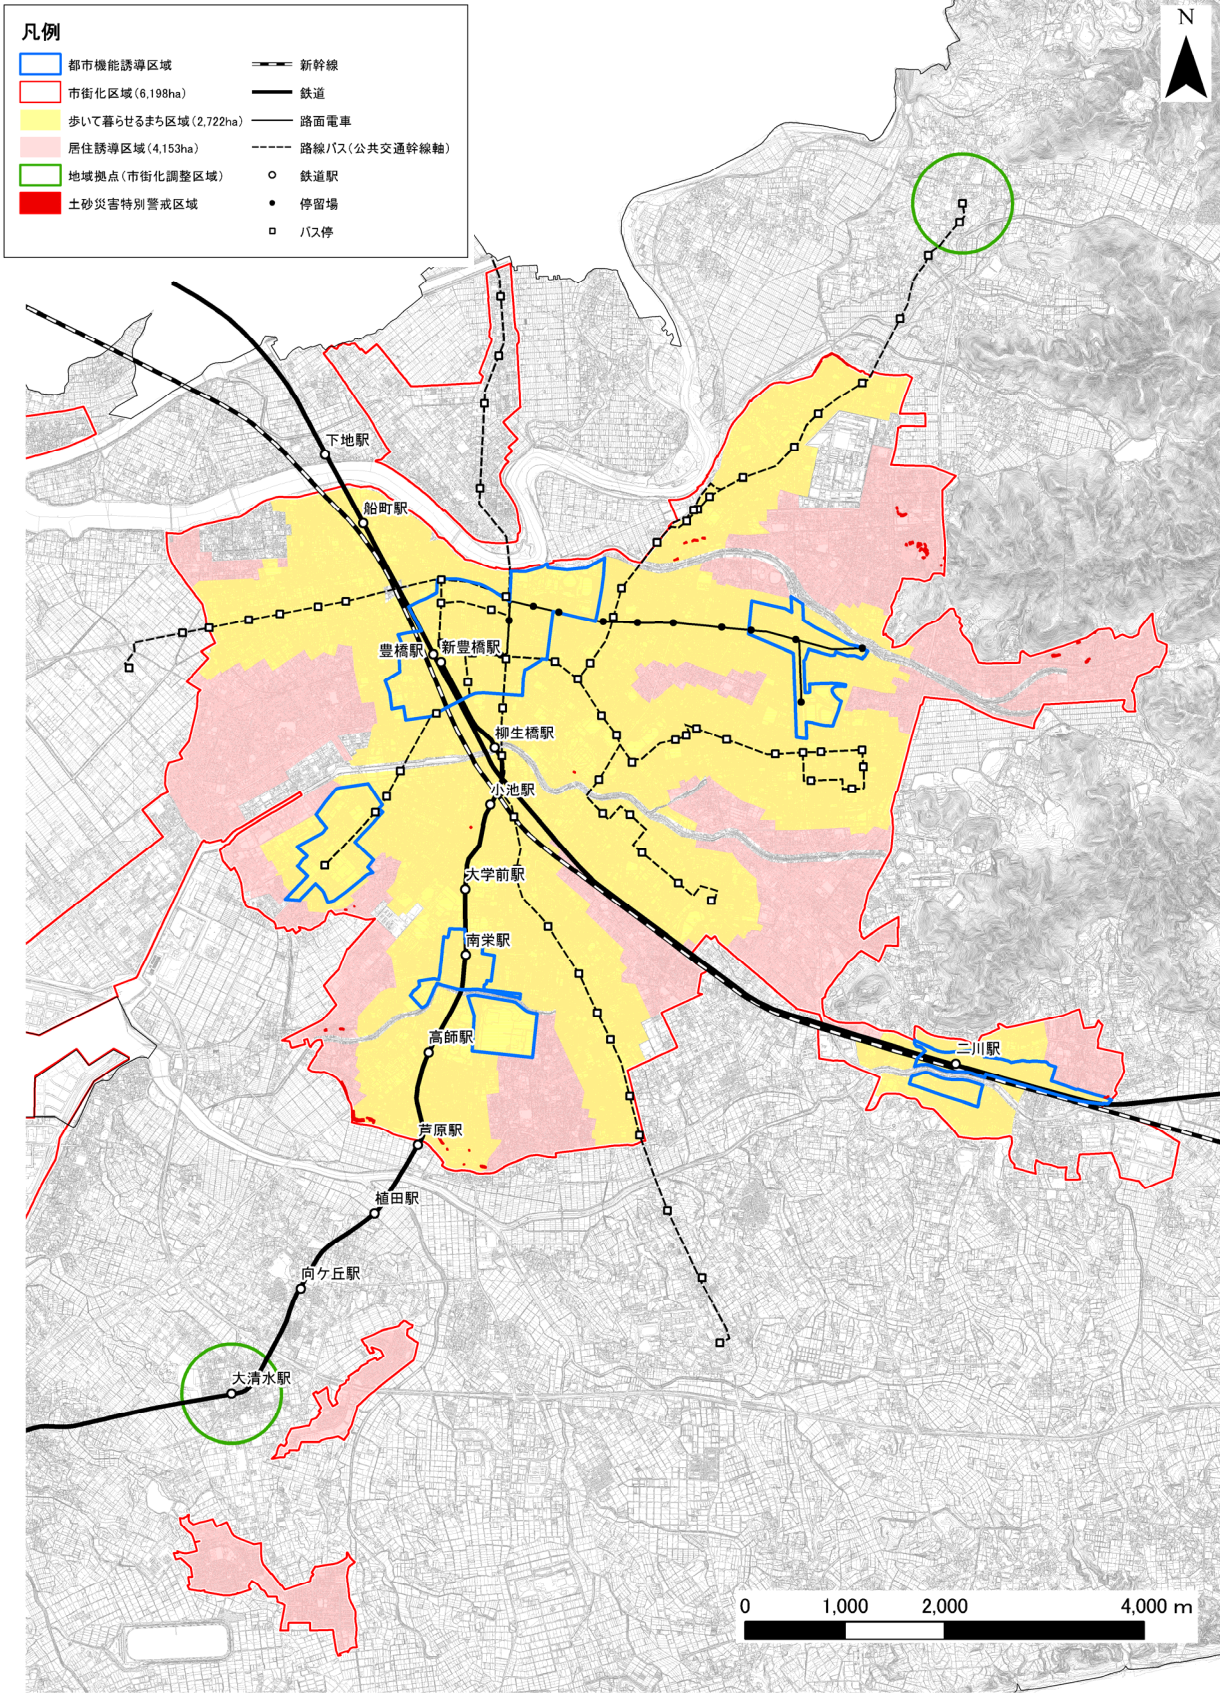 凡例
都市機能誘導区域
市街化区域(6,198ha)
歩いて暮らせるまち区域(2,722ha)
居住誘導区域(4,153ha)
地域拠点(市街化調整区域)
土砂災害特別警戒区域
新幹線
鉄道
路面電車
路線バス(公共交通幹線軸)
鉄道駅
停留場
バス停
N
下地駅
船町駅
豊橋駅
新豊橋駅
柳生橋駅
小池駅
大学前駅
南栄駅
高師駅
二川駅
芦原駅
植田駅
向ケ丘駅
大清水駅
0 1,000 2,000 4,000 m